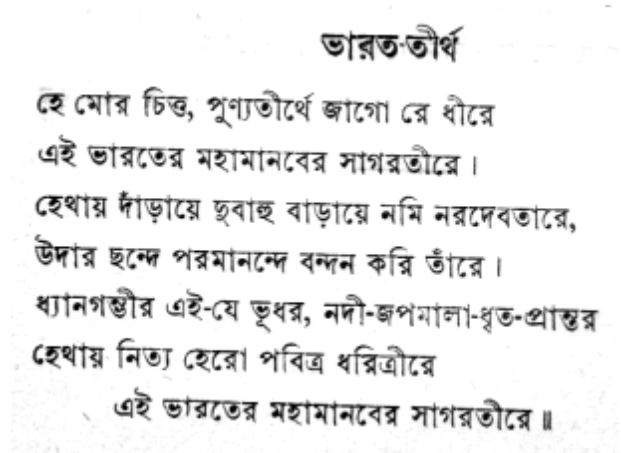 ভারত-তীর্থ
হে মোর চিত্ত, পুণ্যতীর্থে জাগো রে ধীরে
এই ভারতের মহামানবের সাগরতীরে।
হেথায় দাঁড়ায়ে দুবাহু বাড়ায়ে নমি নরদেবতারে,
উদার ছন্দে পরমানন্দে বন্দন করি তাঁরে।
ধ্যানগম্ভীর এই-যে ভূধর, নদী-জপমালা-ধৃত-প্রান্তর
হেথায় নিত্য হেরো পবিত্র ধরিত্রীরে
এই ভারতের মহামানবের সাগরতীরে॥